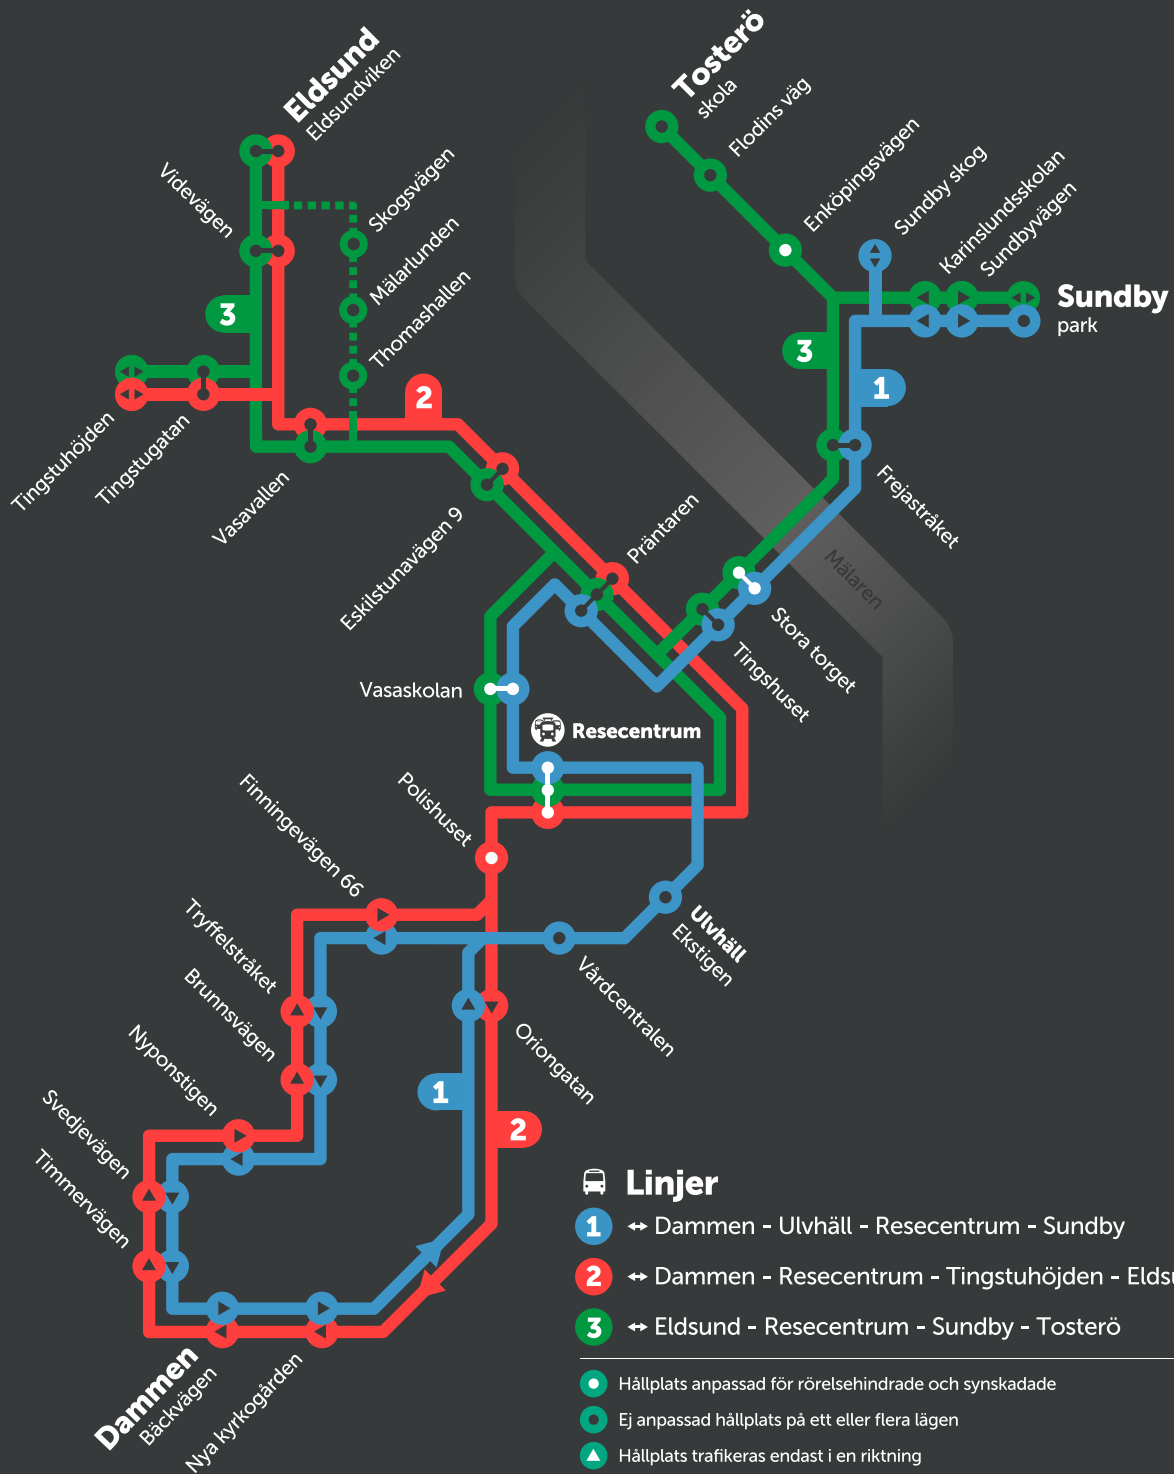 Eldsund
Eldsundviken
Tosterö
skola
Flodins väg
Enköpingsvägen
Sundby skog
Karinslundsskolan
Sundbyvägen
Sundby
park
Videvägen
Skogsvägen
Mälarlunden
Thomashallen
3
3
1
2
Tingstuhöjden
Tingstugatan
Vasavallen
Eskilstunavägen 9
Präntaren
Frejastråket
Mälaren
Stora torget
Tingshuset
Vasaskolan
Resecentrum
Polishuset
Finningevägen 66
Tryffelstråket
Brunnsvägen
Nyponstigen
Svedjevägen
Timmervägen
Ulvhäll
Ekstigen
Vårdcentralen
Oriongatan
1
2
Dammen
Bäckvägen
Nya kyrkogården
Linjer
1 Dammen - Ulvhäll - Resecentrum - Sundby
2 Dammen - Resecentrum - Tingstuhöjden - Eldsu
3 Eldsund - Resecentrum - Sundby - Tosterö
Hållplats anpassad för rörelsehindrade och synskadade
Ej anpassad hållplats på ett eller flera lägen
Hållplats trafikeras endast i en riktning